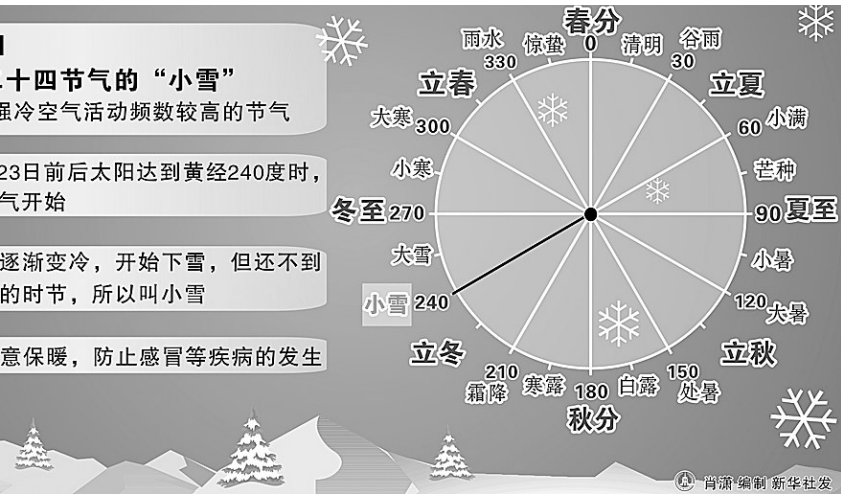 二十四节气的“小雪”
强冷空气活动频数较高的节气
23日前后太阳达到黄经240度时，
气开始
逐渐变冷，开始下雪，但还不到
的时节，所以叫小雪
意保暖，防止感冒等疾病的发生
春分
0
清明
谷雨
30
立夏
60
小满
芒种
90
夏至
小暑
120
大暑
立秋
150
处暑
白露
180
秋分
寒露
210
霜降
立冬
240
小雪
大雪
270
冬至
小寒
300
大寒
立春
330
雨水
惊蛰
肖潇 编制 新华社发